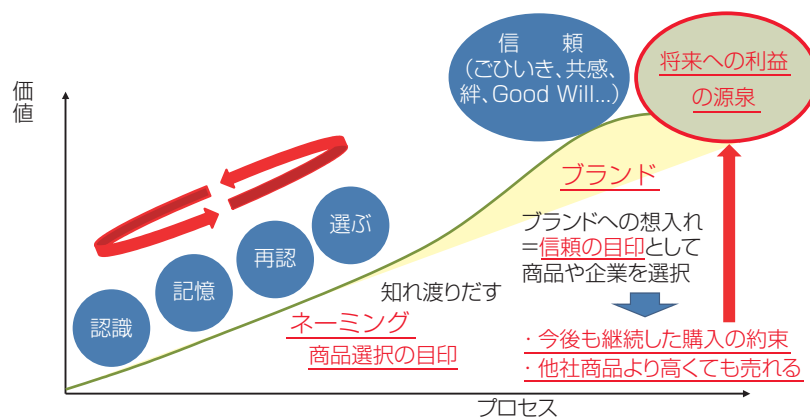 価値
認識
記憶
再認
選ぶ
信　頼
（ごひいき、共感、
絆、Good Will…）
将来への利益
の源泉
ブランド
ブランドへの想入れ
＝信頼の目印として
商品や企業を選択
知れ渡りだす
ネーミング
商品選択の目印
・今後も継続した購入の約束
・他社商品より高くても売れる
プロセス